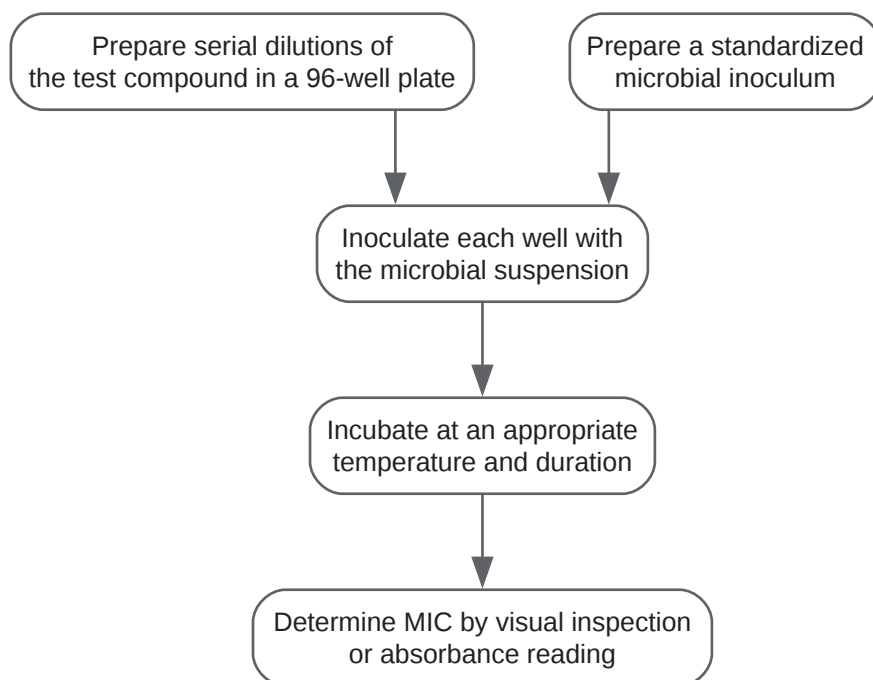 Prepare serial dilutions of
the test compound in a 96-well plate
Prepare a standardized
microbial inoculum
Inoculate each well with
the microbial suspension
Incubate at an appropriate
temperature and duration
Determine MIC by visual inspection
or absorbance reading